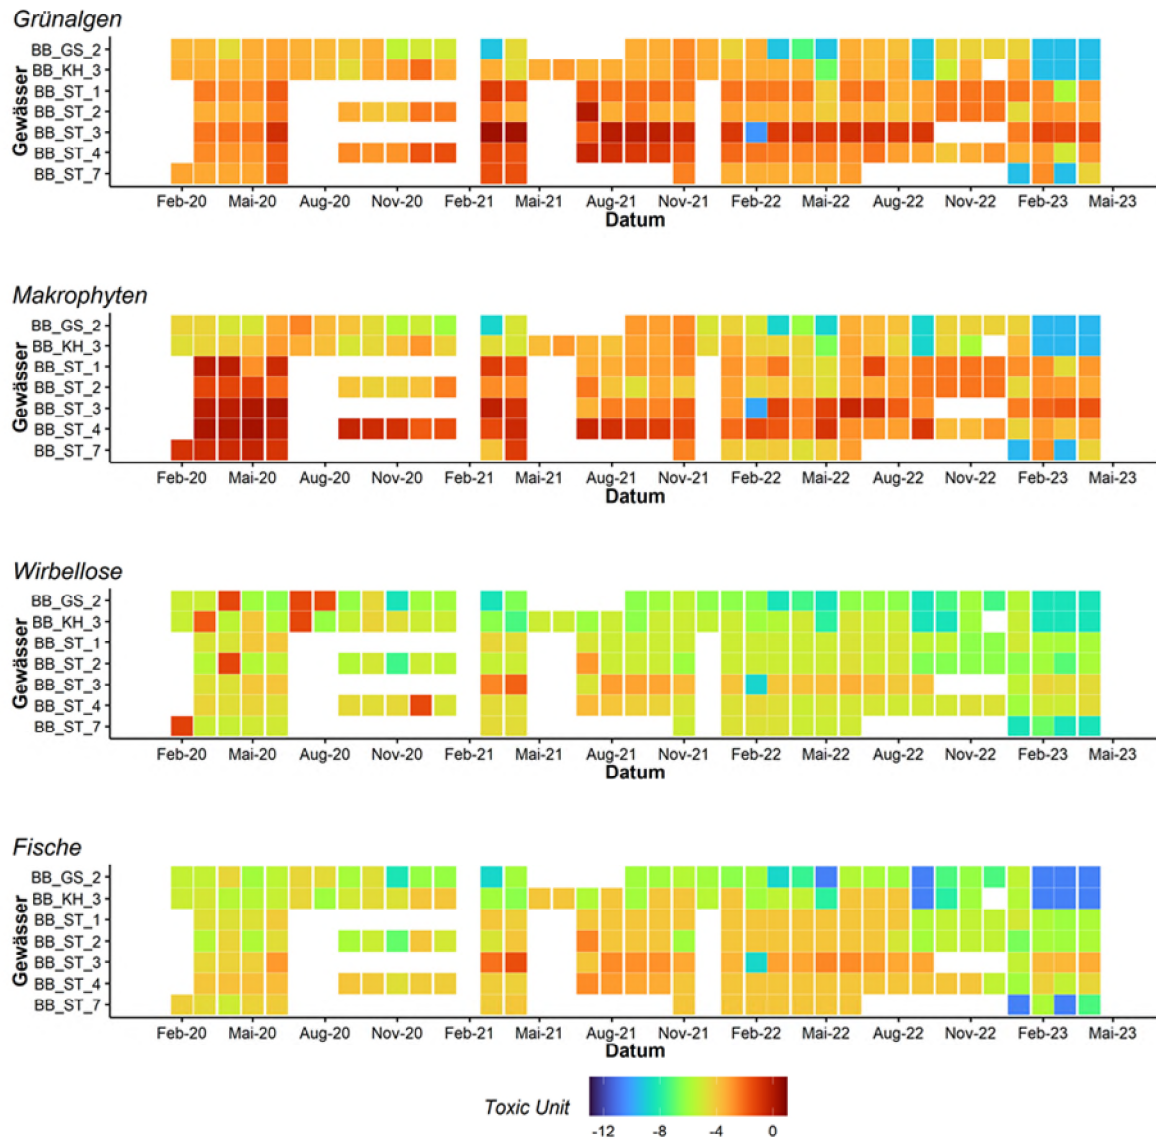 Grünalgen
Gewässer
BB_GS_2
BB_KH_3
BB_ST_1
BB_ST_2
BB_ST_3
BB_ST_4
BB_ST_7
Feb-20 Mai-20 Aug-20 Nov-20 Feb-21 Mai-21 Aug-21 Nov-21 Feb-22 Mai-22 Aug-22 Nov-22 Feb-23 Mai-23
Datum
Makrophyten
Gewässer
BB_GS_2
BB_KH_3
BB_ST_1
BB_ST_2
BB_ST_3
BB_ST_4
BB_ST_7
Feb-20 Mai-20 Aug-20 Nov-20 Feb-21 Mai-21 Aug-21 Nov-21 Feb-22 Mai-22 Aug-22 Nov-22 Feb-23 Mai-23
Datum
Wirbellose
Gewässer
BB_GS_2
BB_KH_3
BB_ST_1
BB_ST_2
BB_ST_3
BB_ST_4
BB_ST_7
Feb-20 Mai-20 Aug-20 Nov-20 Feb-21 Mai-21 Aug-21 Nov-21 Feb-22 Mai-22 Aug-22 Nov-22 Feb-23 Mai-23
Datum
Fische
Gewässer
BB_GS_2
BB_KH_3
BB_ST_1
BB_ST_2
BB_ST_3
BB_ST_4
BB_ST_7
Feb-20 Mai-20 Aug-20 Nov-20 Feb-21 Mai-21 Aug-21 Nov-21 Feb-22 Mai-22 Aug-22 Nov-22 Feb-23 Mai-23
Datum
Toxic Unit
-12 -8 -4 0